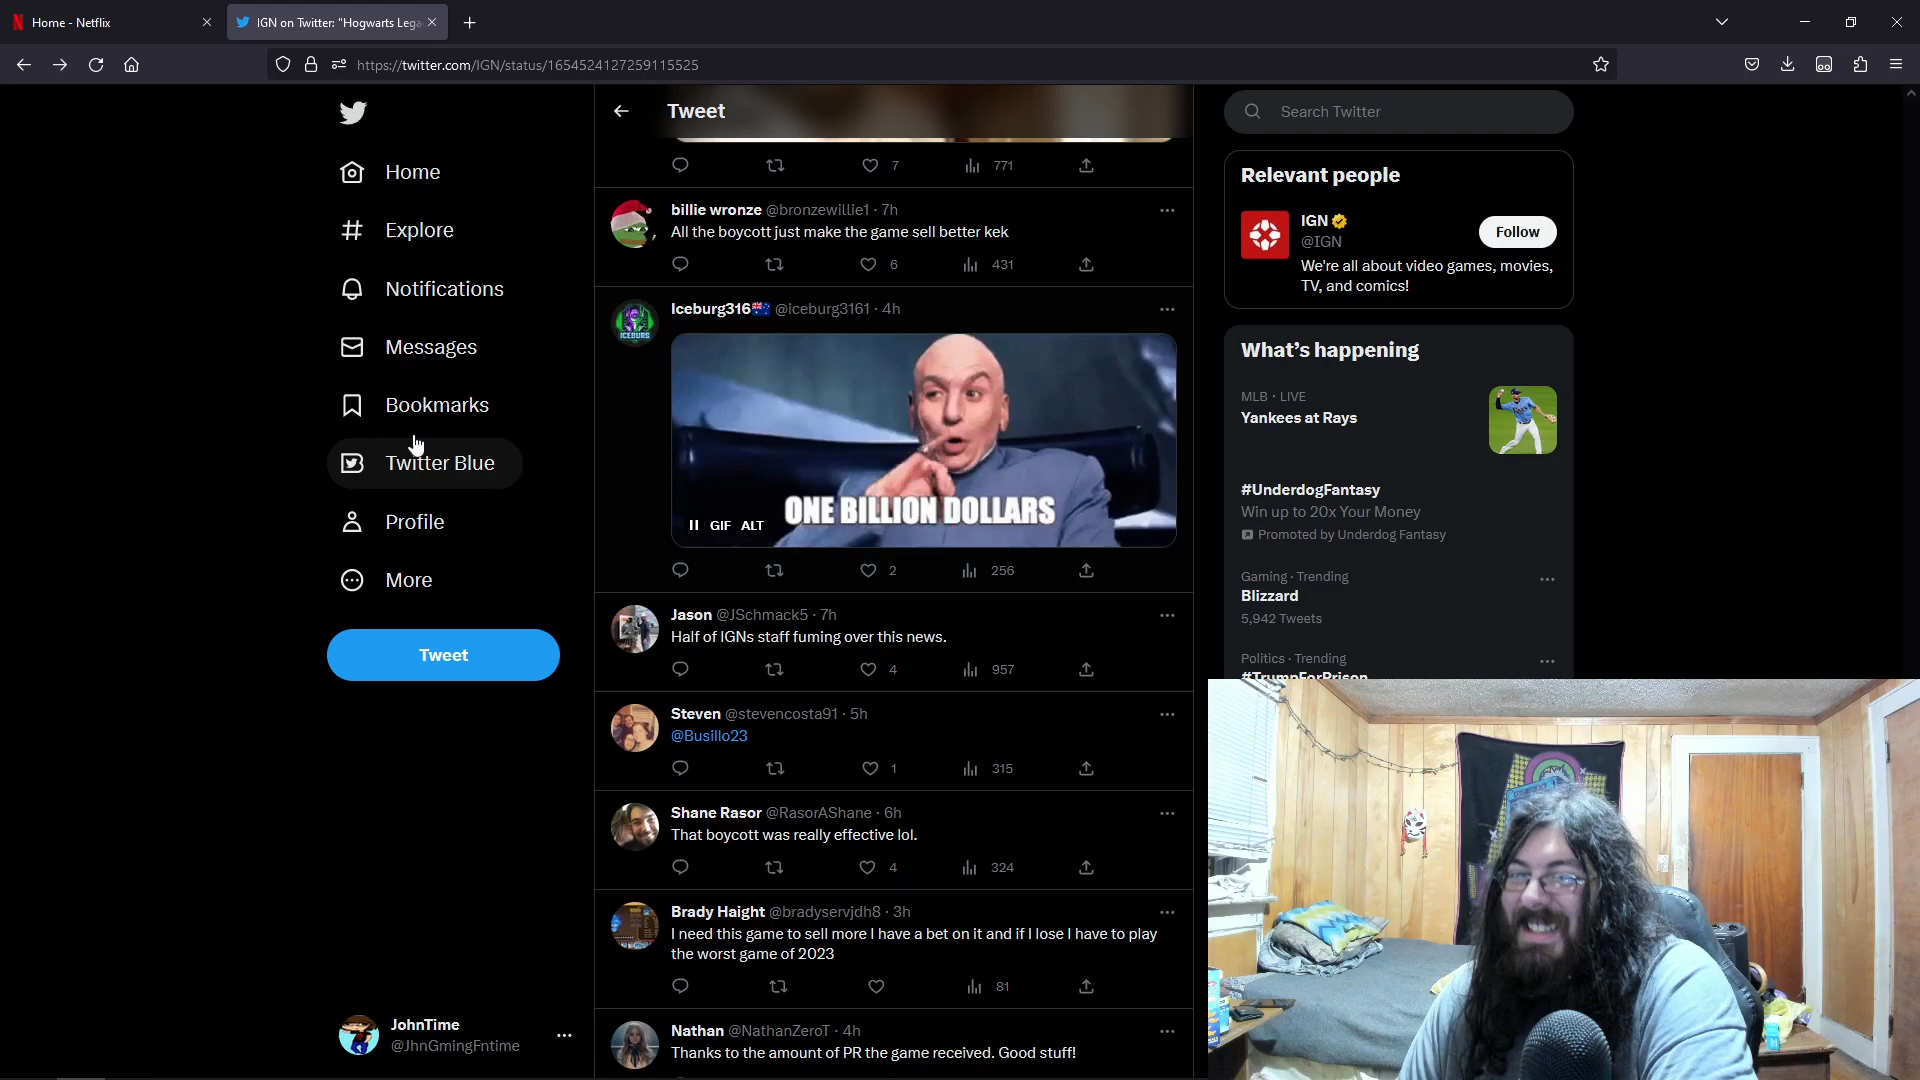 Home - Netflix
IGN on Twitter: "Hogwarts Lega
https://twitter.com/IGN/status/1654524127259115525
Home
Explore
Notifications
Messages
Bookmarks
Twitter Blue
Profile
More
Tweet
JohnTime
@JhnGmingFntime
Tweet
7 771
billie wronze @bronzewillie1 · 7h
All the boycott just make the game sell better kek
6 431
Iceburg316🇦🇺 @iceburg3161 · 4h
ONE BILLION DOLLARS
GIF ALT
2 256
Jason @JSchmack5 · 7h
Half of IGNs staff fuming over this news.
4 957
Steven @stevencosta91 · 5h
@Busillo23
1 315
Shane Rasor @RasorAShane · 6h
That boycott was really effective lol.
4 324
Brady Haight @bradyservjdh8 · 3h
I need this game to sell more I have a bet on it and if I lose I have to play
the worst game of 2023
81
Nathan @NathanZeroT · 4h
Thanks to the amount of PR the game received. Good stuff!
Search Twitter
Relevant people
IGN
@IGN
Follow
We're all about video games, movies,
TV, and comics!
What's happening
MLB · LIVE
Yankees at Rays
#UnderdogFantasy
Win up to 20x Your Money
Promoted by Underdog Fantasy
Gaming · Trending
Blizzard
5,942 Tweets
Politics · Trending
#TrumpForPrison